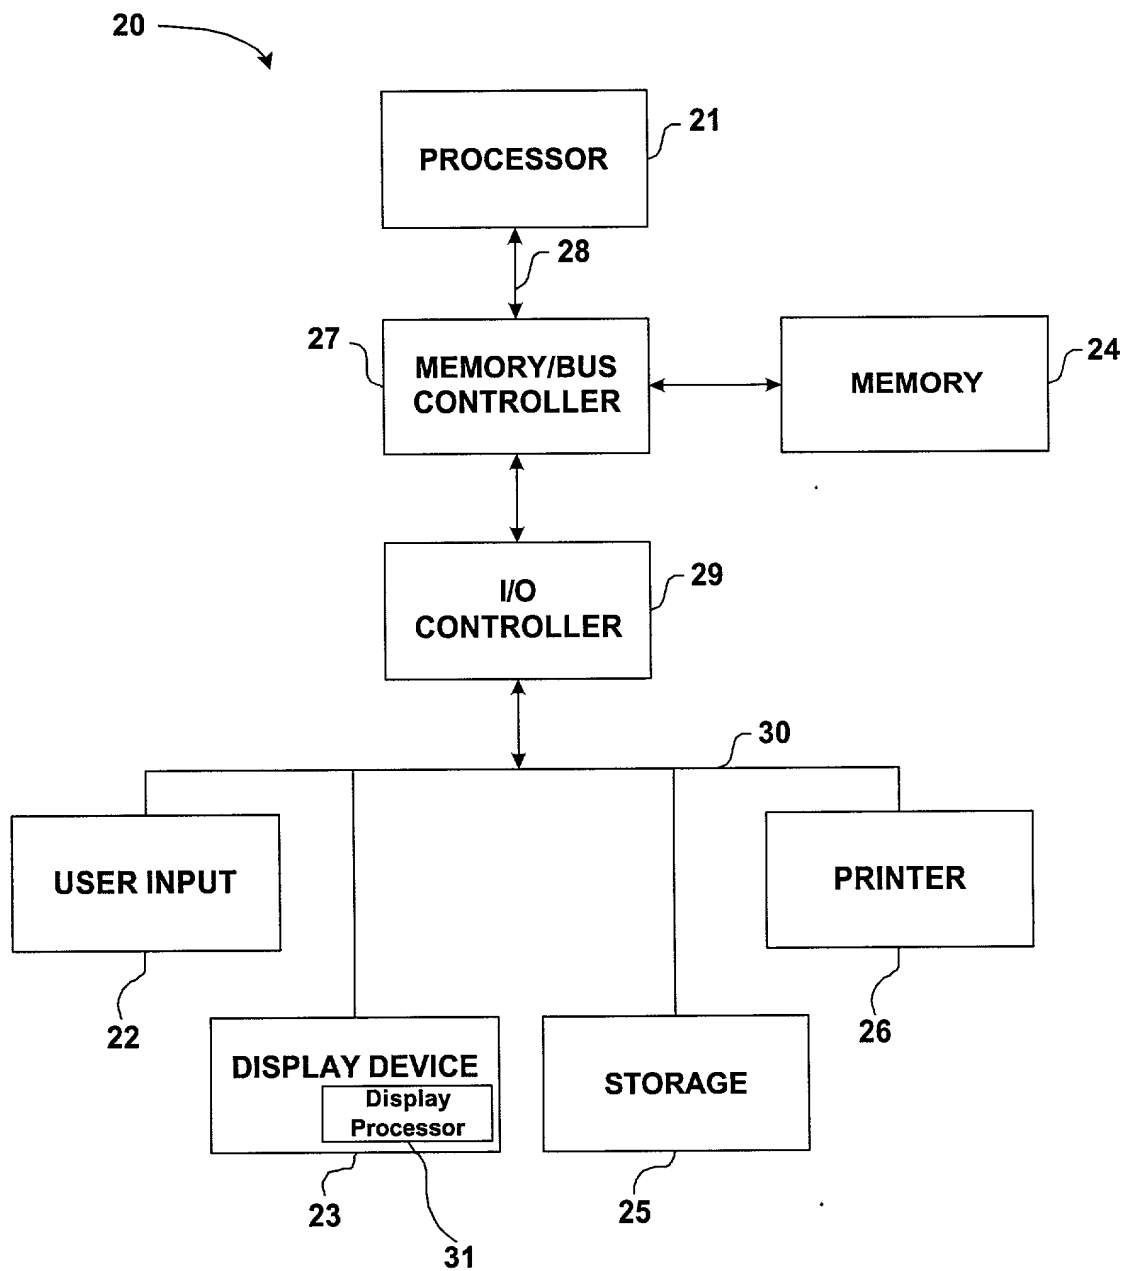 20
PROCESSOR
21
28
27
MEMORY/BUS
CONTROLLER
MEMORY
24
I/O
CONTROLLER
29
30
USER INPUT
22
PRINTER
26
DISPLAY DEVICE
Display
Processor
23
31
STORAGE
25